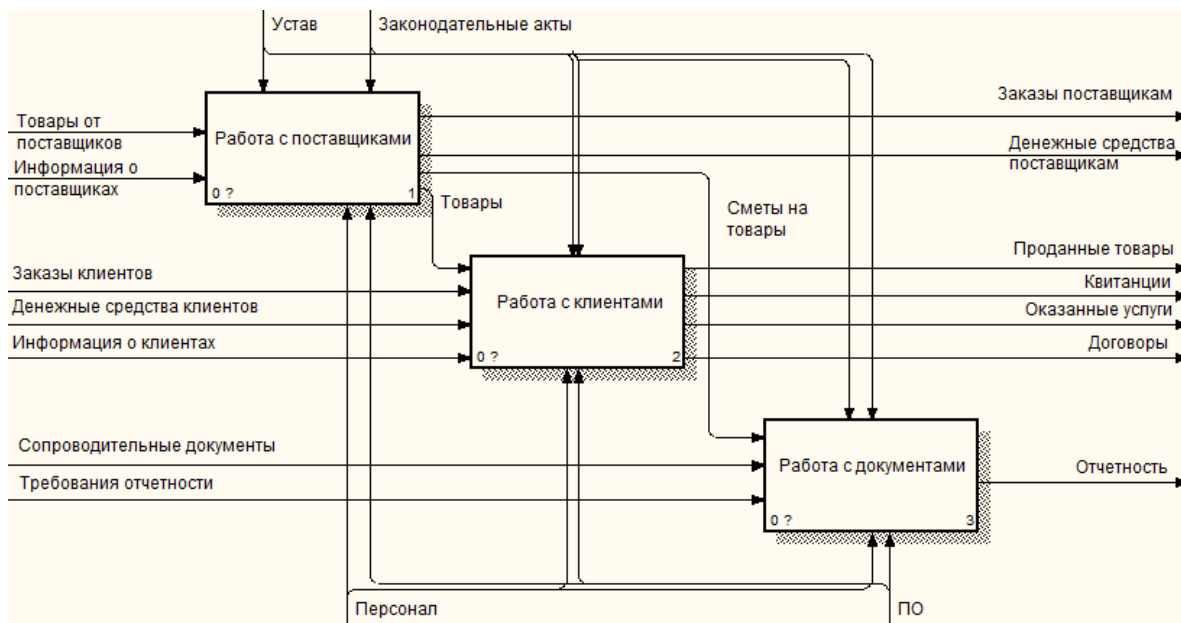 Устав
Законодательные акты
Заказы поставщикам
Товары от
поставщиков
Работа с поставщиками
Денежные средства
поставщикам
Информация о
поставщиках
0 ?
1
Товары
Сметы на
товары
Проданные товары
Заказы клиентов
Квитанции
Работа с клиентами
Денежные средства клиентов
Оказанные услуги
Информация о клиентах
Договоры
0 ?
2
Сопроводительные документы
Работа с документами
Отчетность
Требования отчетности
0 ?
3
Персонал
ПО